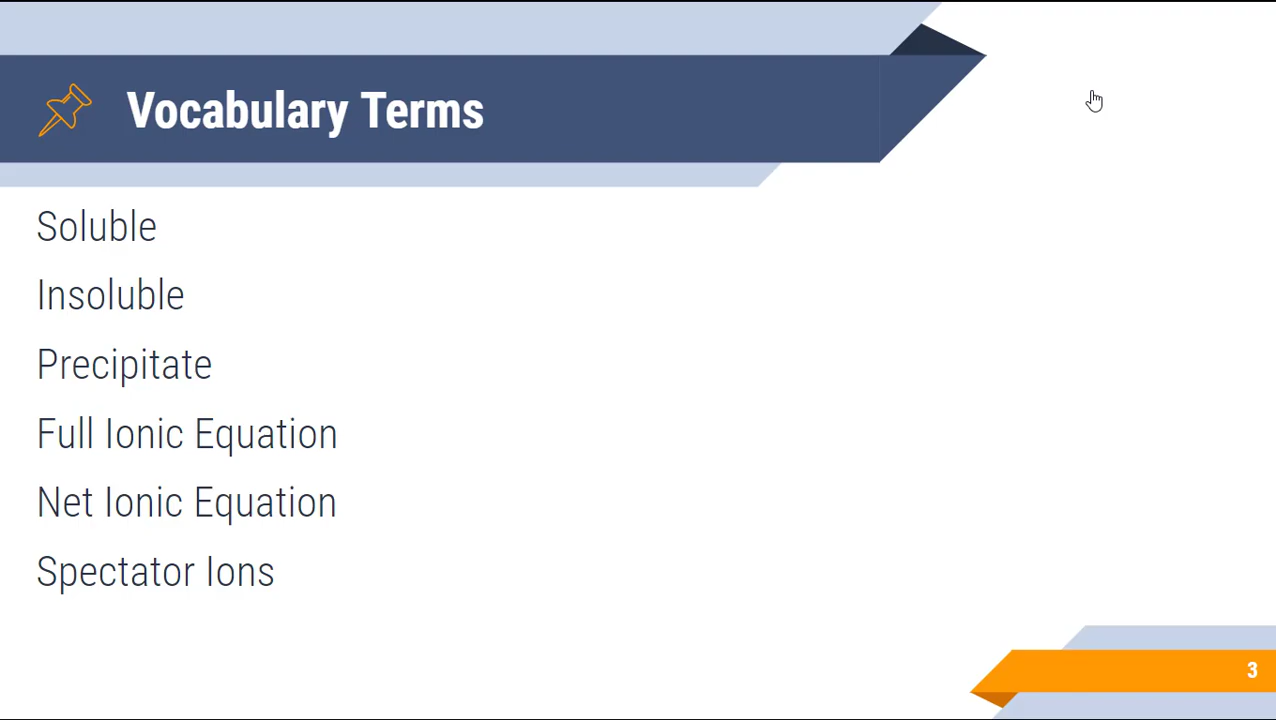 Vocabulary Terms
Soluble
Insoluble
Precipitate
Full Ionic Equation
Net Ionic Equation
Spectator Ions
3